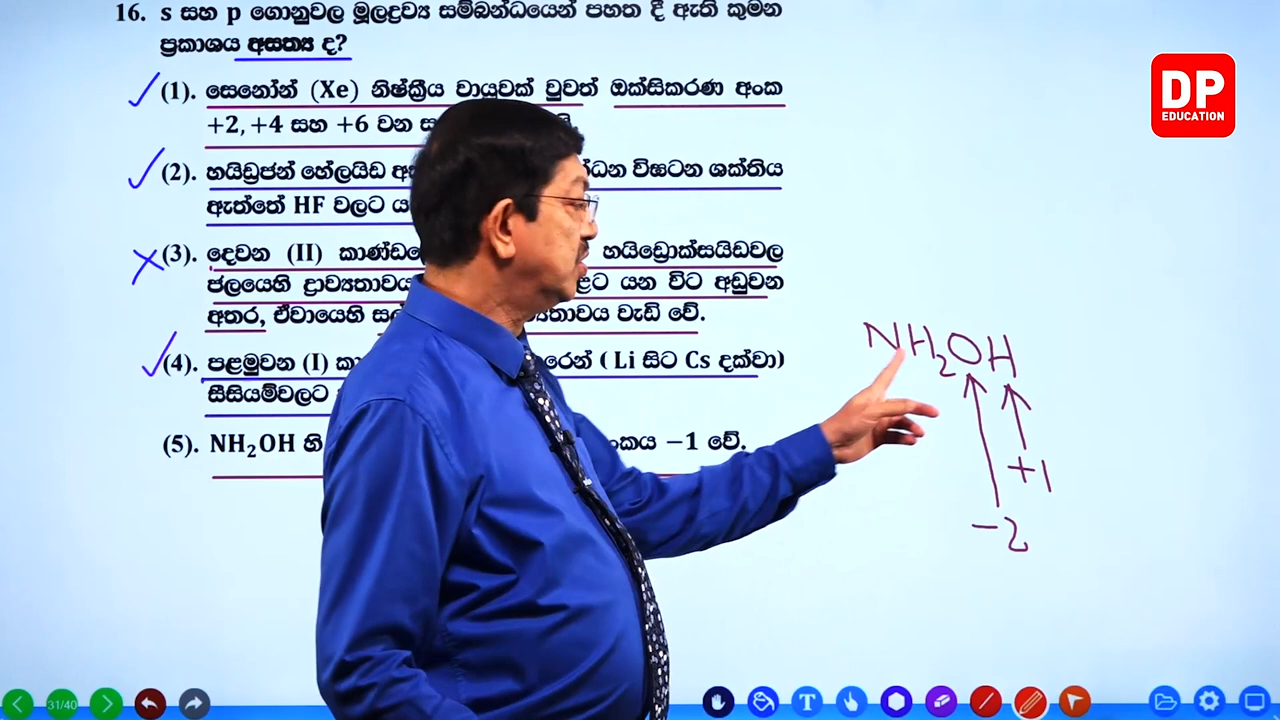 16. s සහ p ගොනුවල මූලද්‍රව්‍ය සම්බන්ධයෙන් පහත දී ඇති කුමන
ප්‍රකාශය අසත්‍ය ද?
(1). සෙනෝන් (Xe) නිෂ්ක්‍රීය වායුවක් වුවත් ඔක්සිකරණ අංක
+2, +4 සහ +6 වන
(2). හයිඩ්‍රජන් හේලයිඩ විඝටන ශක්තිය
ඇත්තේ HF වලට
(3). දෙවන (II) හයිඩ්‍රොක්සයිඩවල
ජලයෙහි ද්‍රාව්‍යතාවය යන විට අඩුවන
අතර, ඒවායෙහි වැඩි වේ.
(4). පළමුවන (I) (Li සිට Cs දක්වා)
සීසියම්වලට
(5). NH₂OH හි −1 වේ.
DP
EDUCATION
NH₂OH
+1
−2
31/40
T